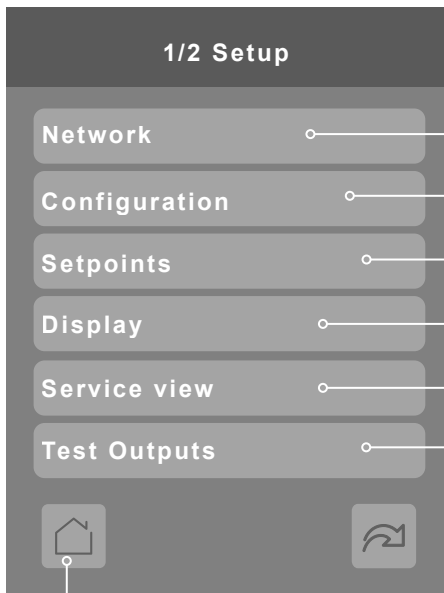 1/2 Setup
Network
Configuration
Setpoints
Display
Service view
Test Outputs